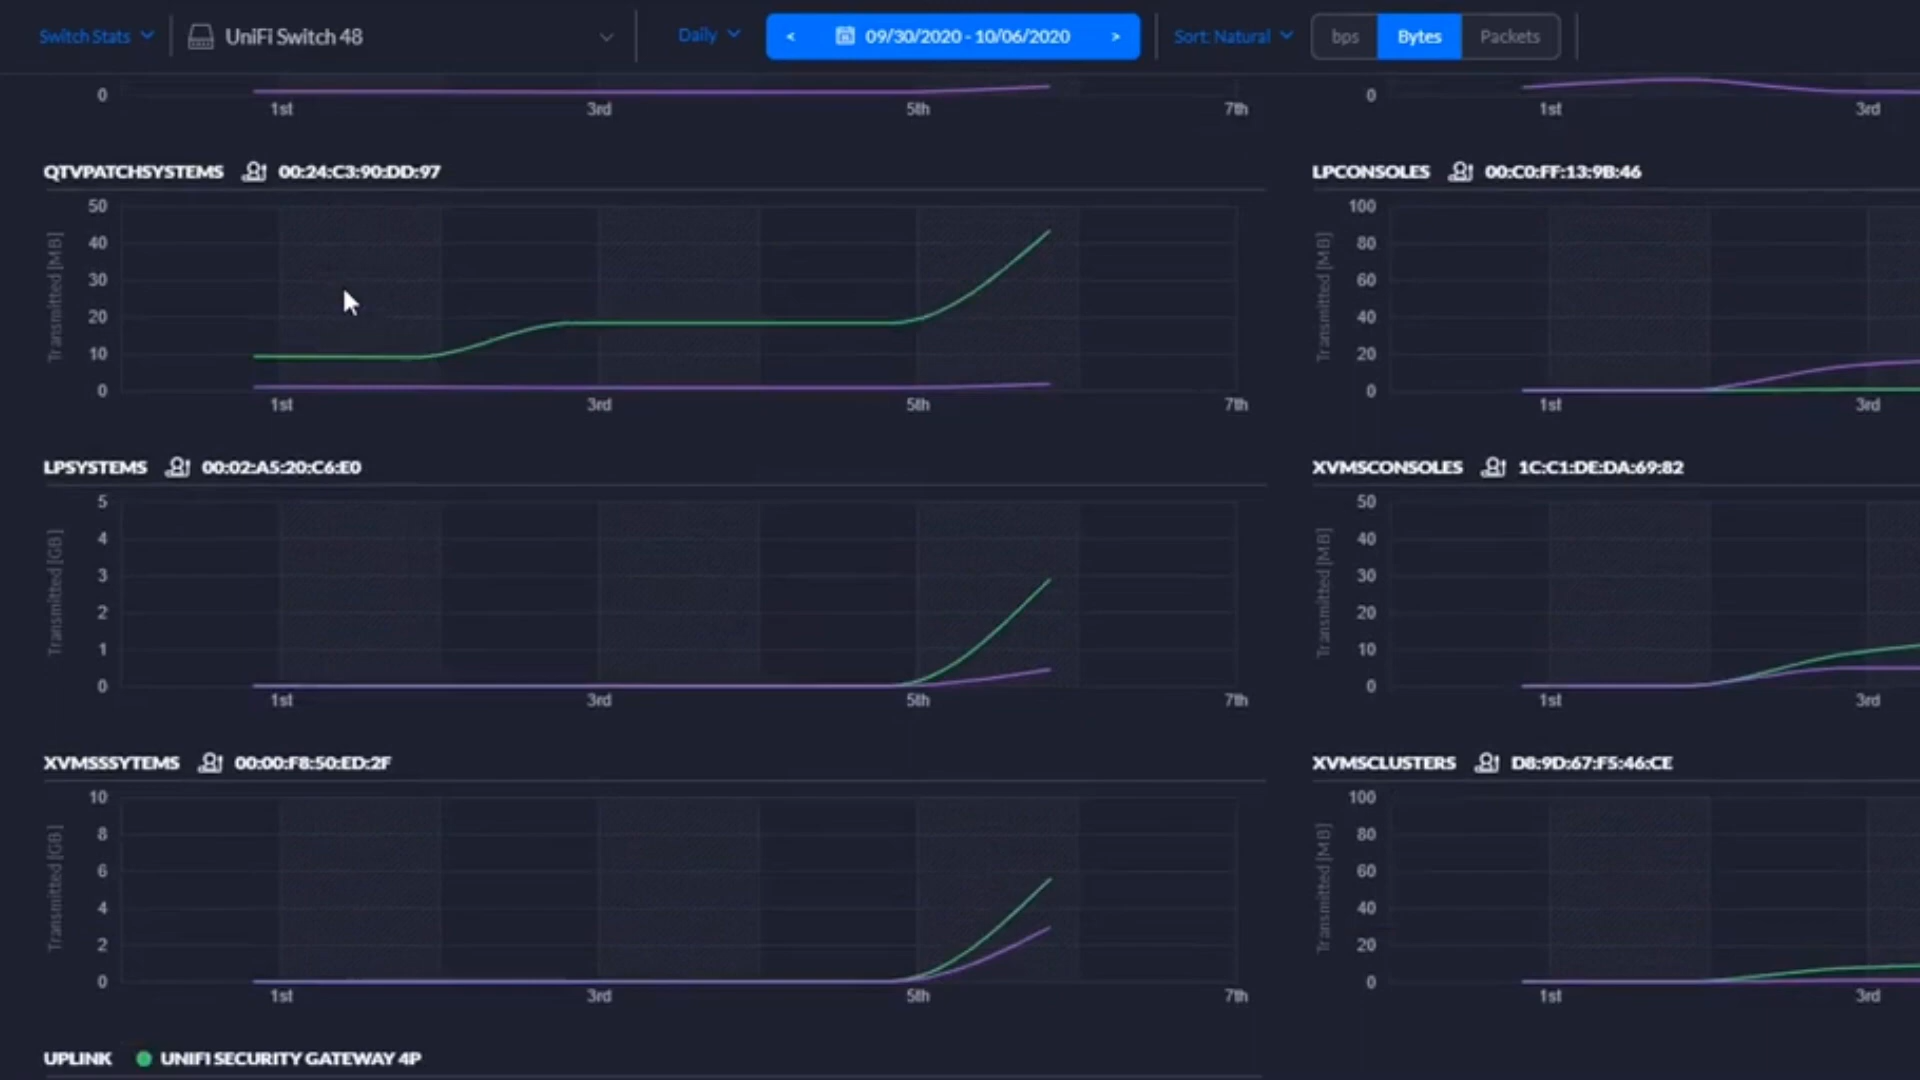 Switch Stats UniFi Switch 48 Daily < 09/30/2020 - 10/06/2020 > Sort: Natural bps Bytes Packets
0
1st 3rd 5th 7th
0
1st 3rd
QTVPATCHSYSTEMS 00:24:C3:90:DD:97
Transmitted [MB]
50
40
30
20
10
0
1st 3rd 5th 7th
LPCONSOLES 00:C0:FF:13:9B:46
Transmitted [MB]
100
80
60
40
20
0
1st 3rd
LPSYSTEMS 00:02:A5:20:C6:E0
Transmitted [GB]
5
4
3
2
1
0
1st 3rd 5th 7th
XVMSCONSOLES 1C:C1:DE:DA:69:82
Transmitted [MB]
50
40
30
20
10
0
1st 3rd
XVMSSSYTEMS 00:00:F8:50:ED:2F
Transmitted [GB]
10
8
6
4
2
0
1st 3rd 5th 7th
XVMSCLUSTERS D8:9D:67:F5:46:CE
Transmitted [MB]
100
80
60
40
20
0
1st 3rd
UPLINK UNIFI SECURITY GATEWAY 4P